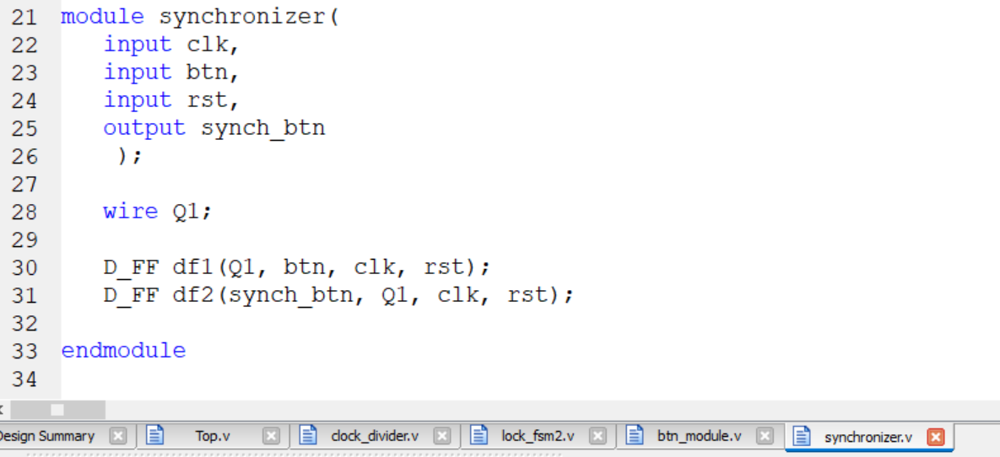 21 module synchronizer(
22 input clk,
23 input btn,
24 input rst,
25 output synch_btn
26 );
27
28 wire Q1;
29
30 D_FF df1(Q1, btn, clk, rst);
31 D_FF df2(synch_btn, Q1, clk, rst);
32
33 endmodule
34
Design Summary Top.v clock_divider.v lock_fsm2.v btn_module.v synchronizer.v